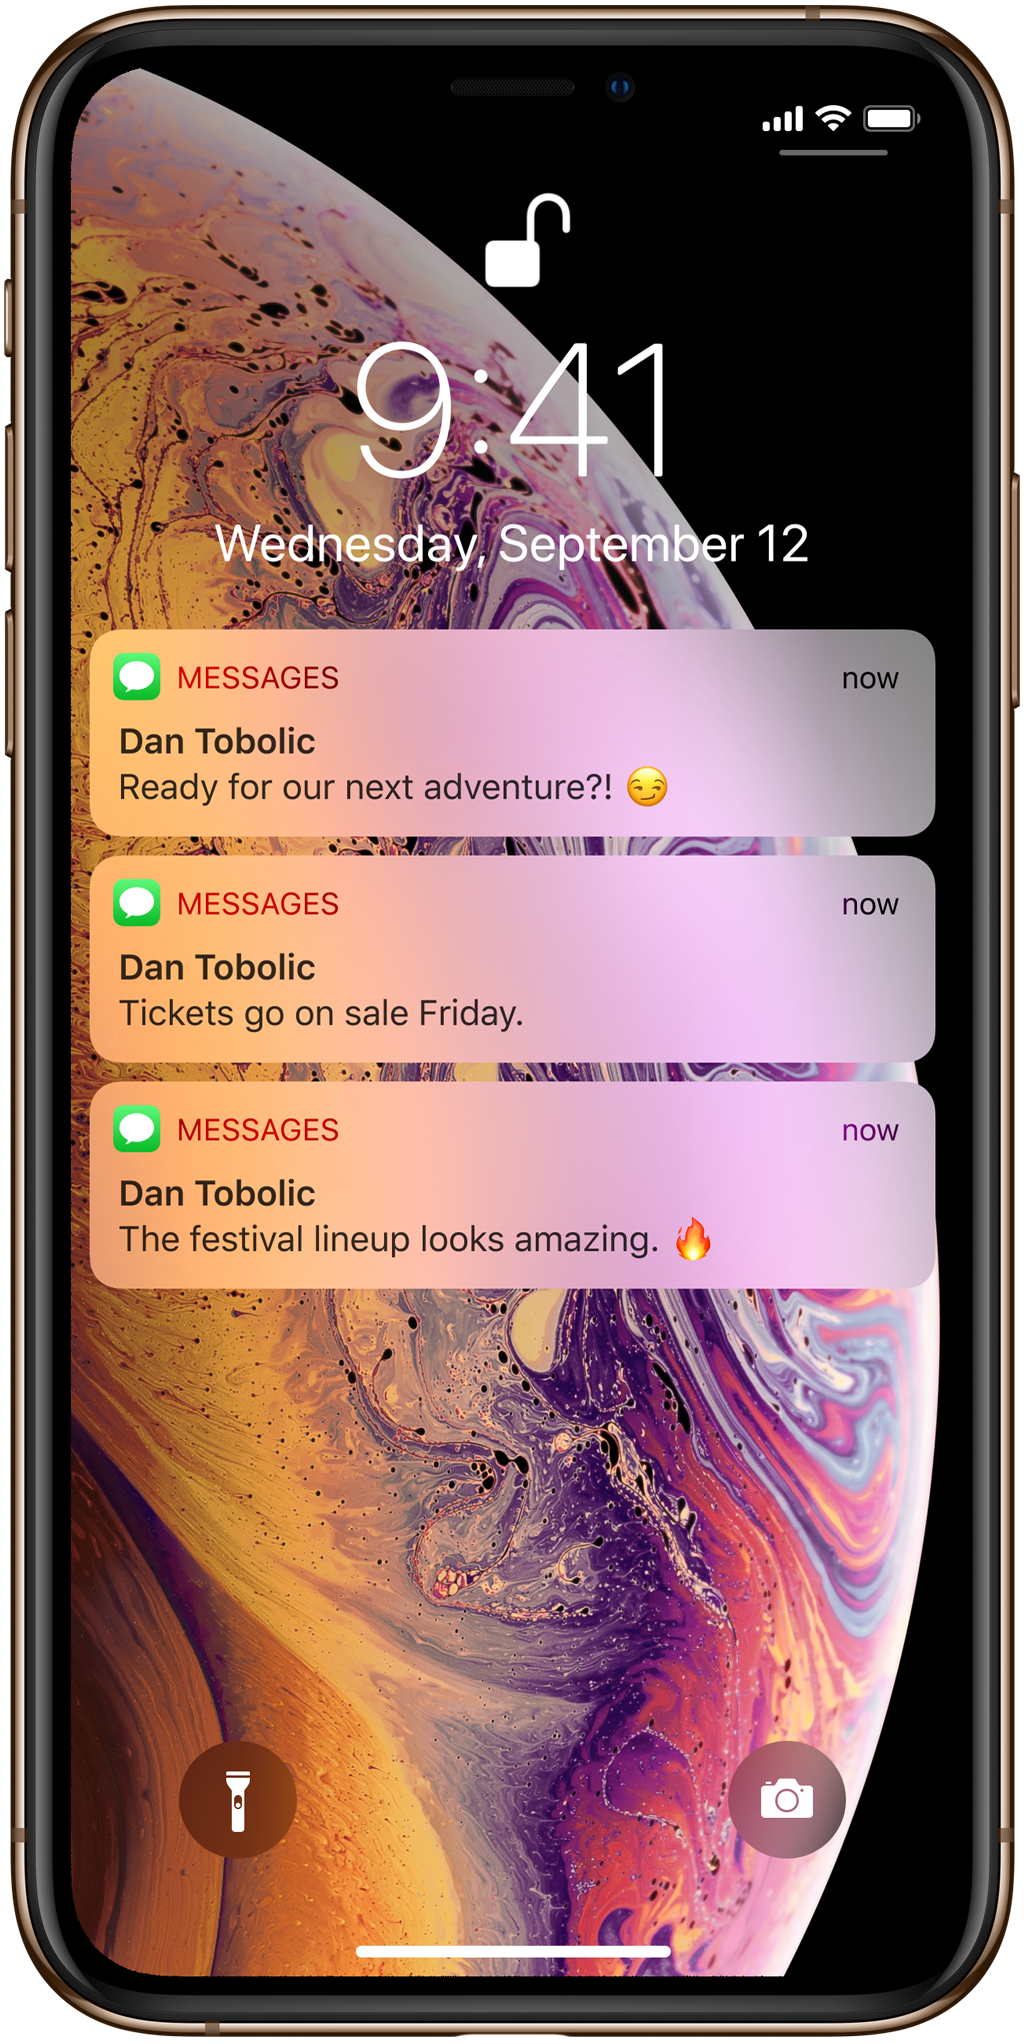 9:41
Wednesday, September 12
MESSAGES now
Dan Tobolic
Ready for our next adventure?! 😏
MESSAGES now
Dan Tobolic
Tickets go on sale Friday.
MESSAGES now
Dan Tobolic
The festival lineup looks amazing. 🔥